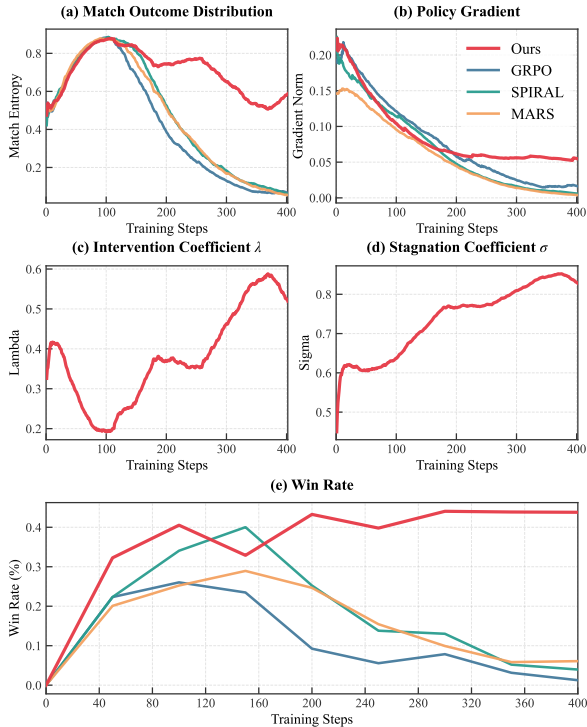 (a) Match Outcome Distribution
Match Entropy
0.8
0.6
0.4
0.2
0 100 200 300 400
Training Steps
(b) Policy Gradient
Gradient Norm
0.20
0.15
0.10
0.05
0.00
Ours
GRPO
SPIRAL
MARS
0 100 200 300 400
Training Steps
(c) Intervention Coefficient λ
Lambda
0.6
0.5
0.4
0.3
0.2
0 100 200 300 400
Training Steps
(d) Stagnation Coefficient σ
Sigma
0.8
0.7
0.6
0.5
0 100 200 300 400
Training Steps
(e) Win Rate
Win Rate (%)
0.4
0.3
0.2
0.1
0.0
0 40 80 120 160 200 240 280 320 360 400
Training Steps